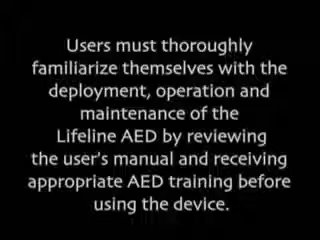 Users must thoroughly
familiarize themselves with the
deployment, operation and
maintenance of the
Lifeline AED by reviewing
the user's manual and receiving
appropriate AED training before
using the device.